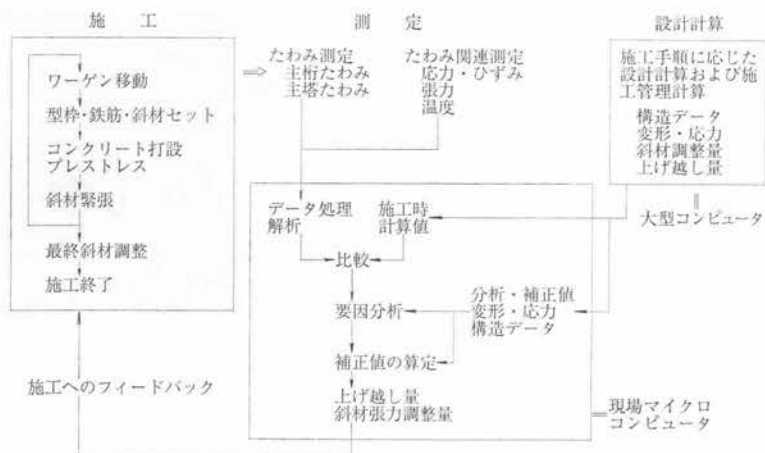 施　工
ワーゲン移動
型枠・鉄筋・斜材セット
コンクリート打設
プレストレス
斜材緊張
最終斜材調整
施工終了
施工へのフィードバック
測　定
たわみ測定
主桁たわみ
主塔たわみ
たわみ関連測定
応力・ひずみ
張力
温度
データ処理
解析
施工時
計算値
比較
要因分析
補正値の算定
上げ越し量
斜材張力調整量
分析・補正値
変形・応力
構造データ
設計計算
施工手順に応じた
設計計算および施
工管理計算
構造データ
変形・応力
斜材調整量
上げ越し量
大型コンピュータ
現場マイクロ
コンピュータ